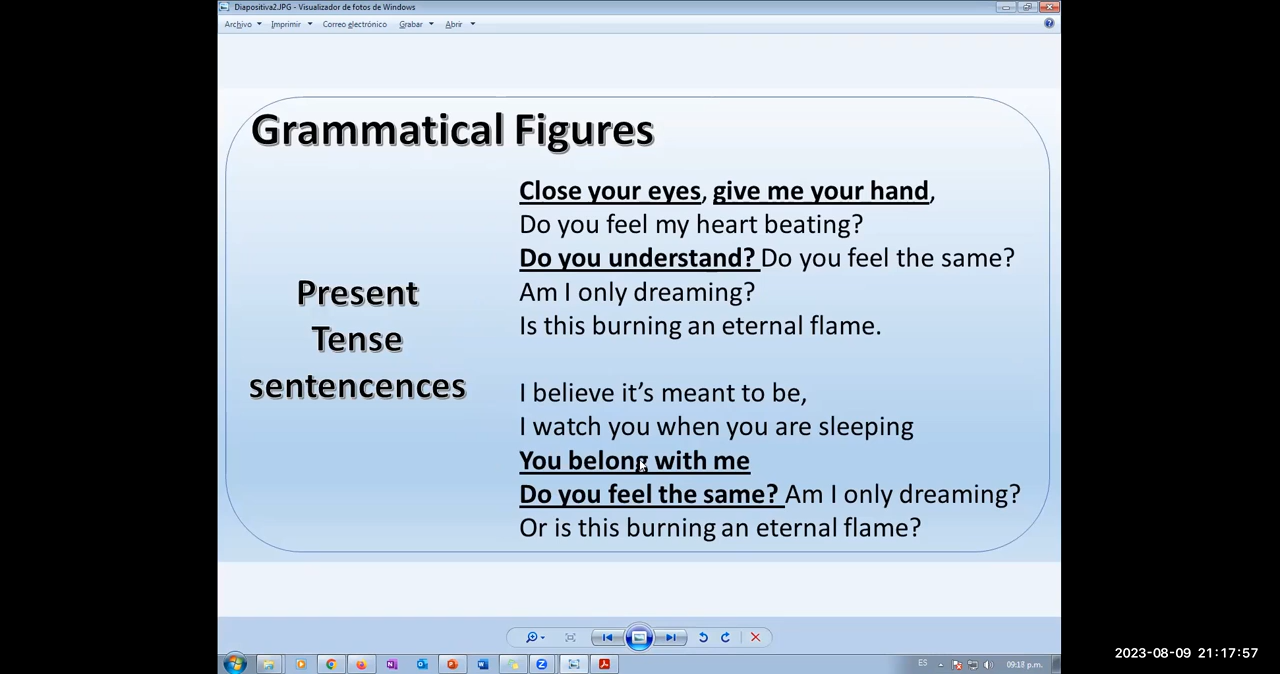 Diapositiva2.JPG - Visualizador de fotos de Windows
Archivo Imprimir Correo electrónico Grabar Abrir
Grammatical Figures
Close your eyes, give me your hand,
Do you feel my heart beating?
Do you understand? Do you feel the same?
Am I only dreaming?
Is this burning an eternal flame.
Present
Tense
sentencences
I believe it's meant to be,
I watch you when you are sleeping
You belong with me
Do you feel the same? Am I only dreaming?
Or is this burning an eternal flame?
ES 09:18 p.m.
2023-08-09 21:17:57